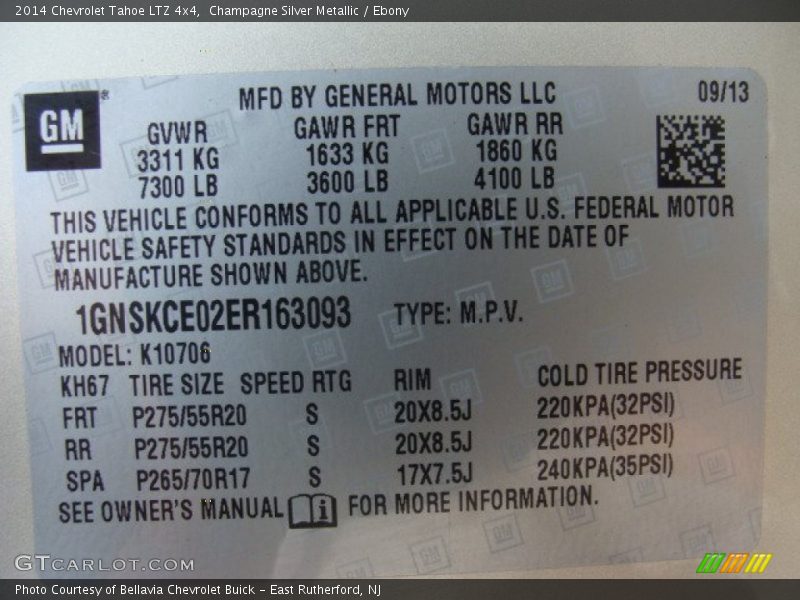 2014 Chevrolet Tahoe LTZ 4x4, Champagne Silver Metallic / Ebony
GM ®
MFD BY GENERAL MOTORS LLC 09/13
GVWR GAWR FRT GAWR RR
3311 KG 1633 KG 1860 KG
7300 LB 3600 LB 4100 LB
THIS VEHICLE CONFORMS TO ALL APPLICABLE U.S. FEDERAL MOTOR
VEHICLE SAFETY STANDARDS IN EFFECT ON THE DATE OF
MANUFACTURE SHOWN ABOVE.
1GNSKCE02ER163093 TYPE: M.P.V.
MODEL: K10706
KH67 TIRE SIZE SPEED RTG RIM COLD TIRE PRESSURE
FRT P275/55R20 S 20X8.5J 220KPA(32PSI)
RR P275/55R20 S 20X8.5J 220KPA(32PSI)
SPA P265/70R17 S 17X7.5J 240KPA(35PSI)
SEE OWNER'S MANUAL i FOR MORE INFORMATION.
GTCARLOT.COM
Photo Courtesy of Bellavia Chevrolet Buick – East Rutherford, NJ